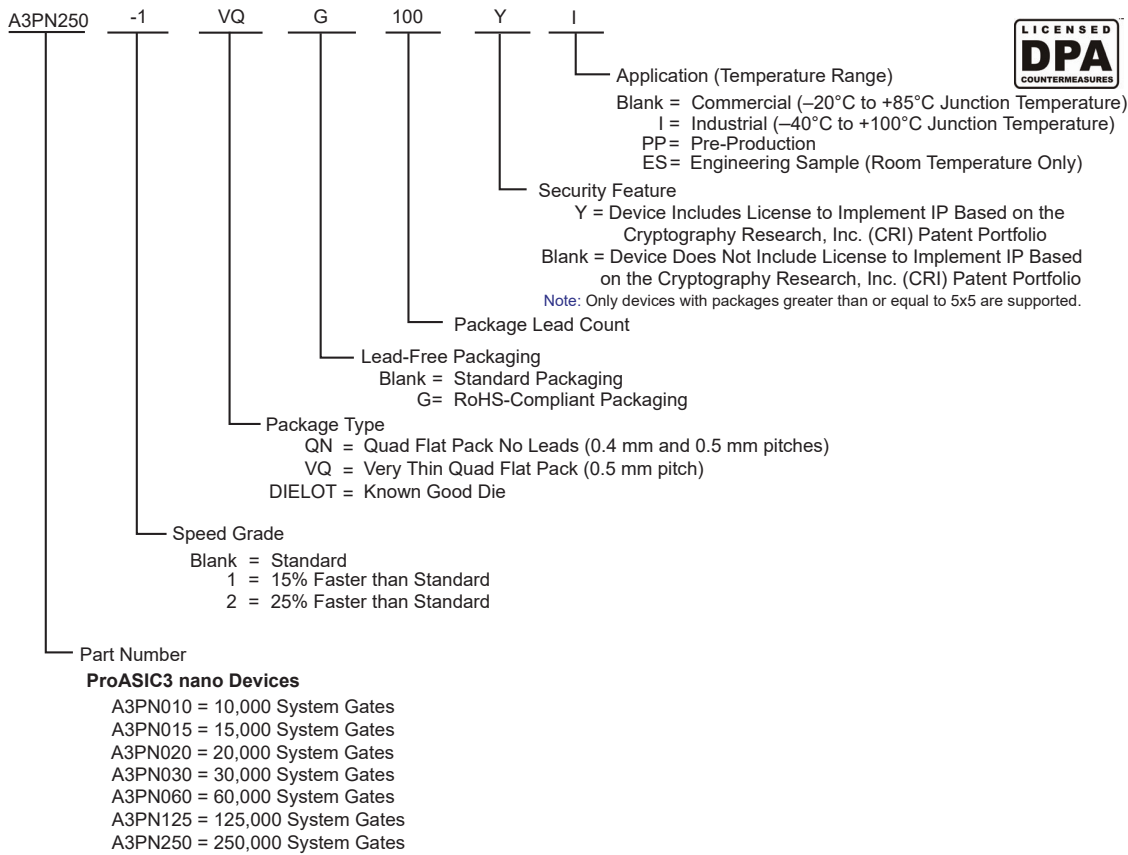 A3PN250 -1 VQ G 100 Y I
LICENSED
DPA
COUNTERMEASURES
Application (Temperature Range)
Blank = Commercial (–20°C to +85°C Junction Temperature)
I = Industrial (–40°C to +100°C Junction Temperature)
PP = Pre-Production
ES = Engineering Sample (Room Temperature Only)
Security Feature
Y = Device Includes License to Implement IP Based on the
Cryptography Research, Inc. (CRI) Patent Portfolio
Blank = Device Does Not Include License to Implement IP Based
on the Cryptography Research, Inc. (CRI) Patent Portfolio
Note: Only devices with packages greater than or equal to 5x5 are supported.
Package Lead Count
Lead-Free Packaging
Blank = Standard Packaging
G= RoHS-Compliant Packaging
Package Type
QN = Quad Flat Pack No Leads (0.4 mm and 0.5 mm pitches)
VQ = Very Thin Quad Flat Pack (0.5 mm pitch)
DIELOT = Known Good Die
Speed Grade
Blank = Standard
1 = 15% Faster than Standard
2 = 25% Faster than Standard
Part Number
ProASIC3 nano Devices
A3PN010 = 10,000 System Gates
A3PN015 = 15,000 System Gates
A3PN020 = 20,000 System Gates
A3PN030 = 30,000 System Gates
A3PN060 = 60,000 System Gates
A3PN125 = 125,000 System Gates
A3PN250 = 250,000 System Gates